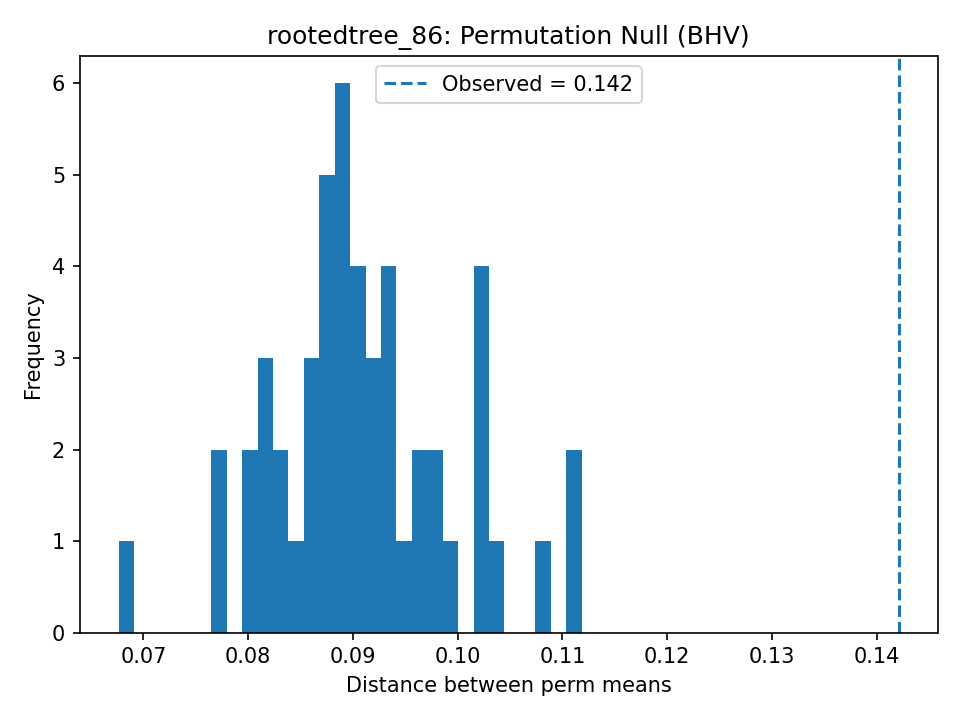 rootedtree_86: Permutation Null (BHV)
Observed = 0.142
Frequency
6
5
4
3
2
1
0
0.07 0.08 0.09 0.10 0.11 0.12 0.13 0.14
Distance between perm means